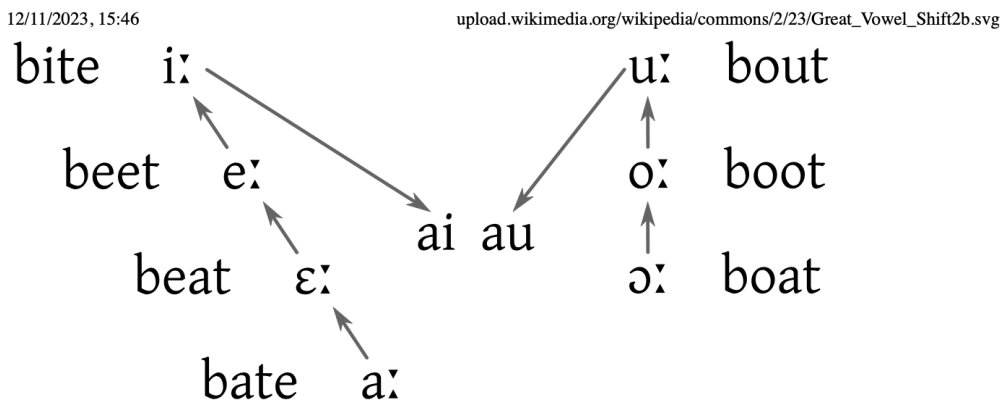 12/11/2023, 15:46 upload.wikimedia.org/wikipedia/commons/2/23/Great_Vowel_Shift2b.svg
bite iː uː bout
beet eː oː boot
ai au
beat ɛː ɔː boat
bate aː